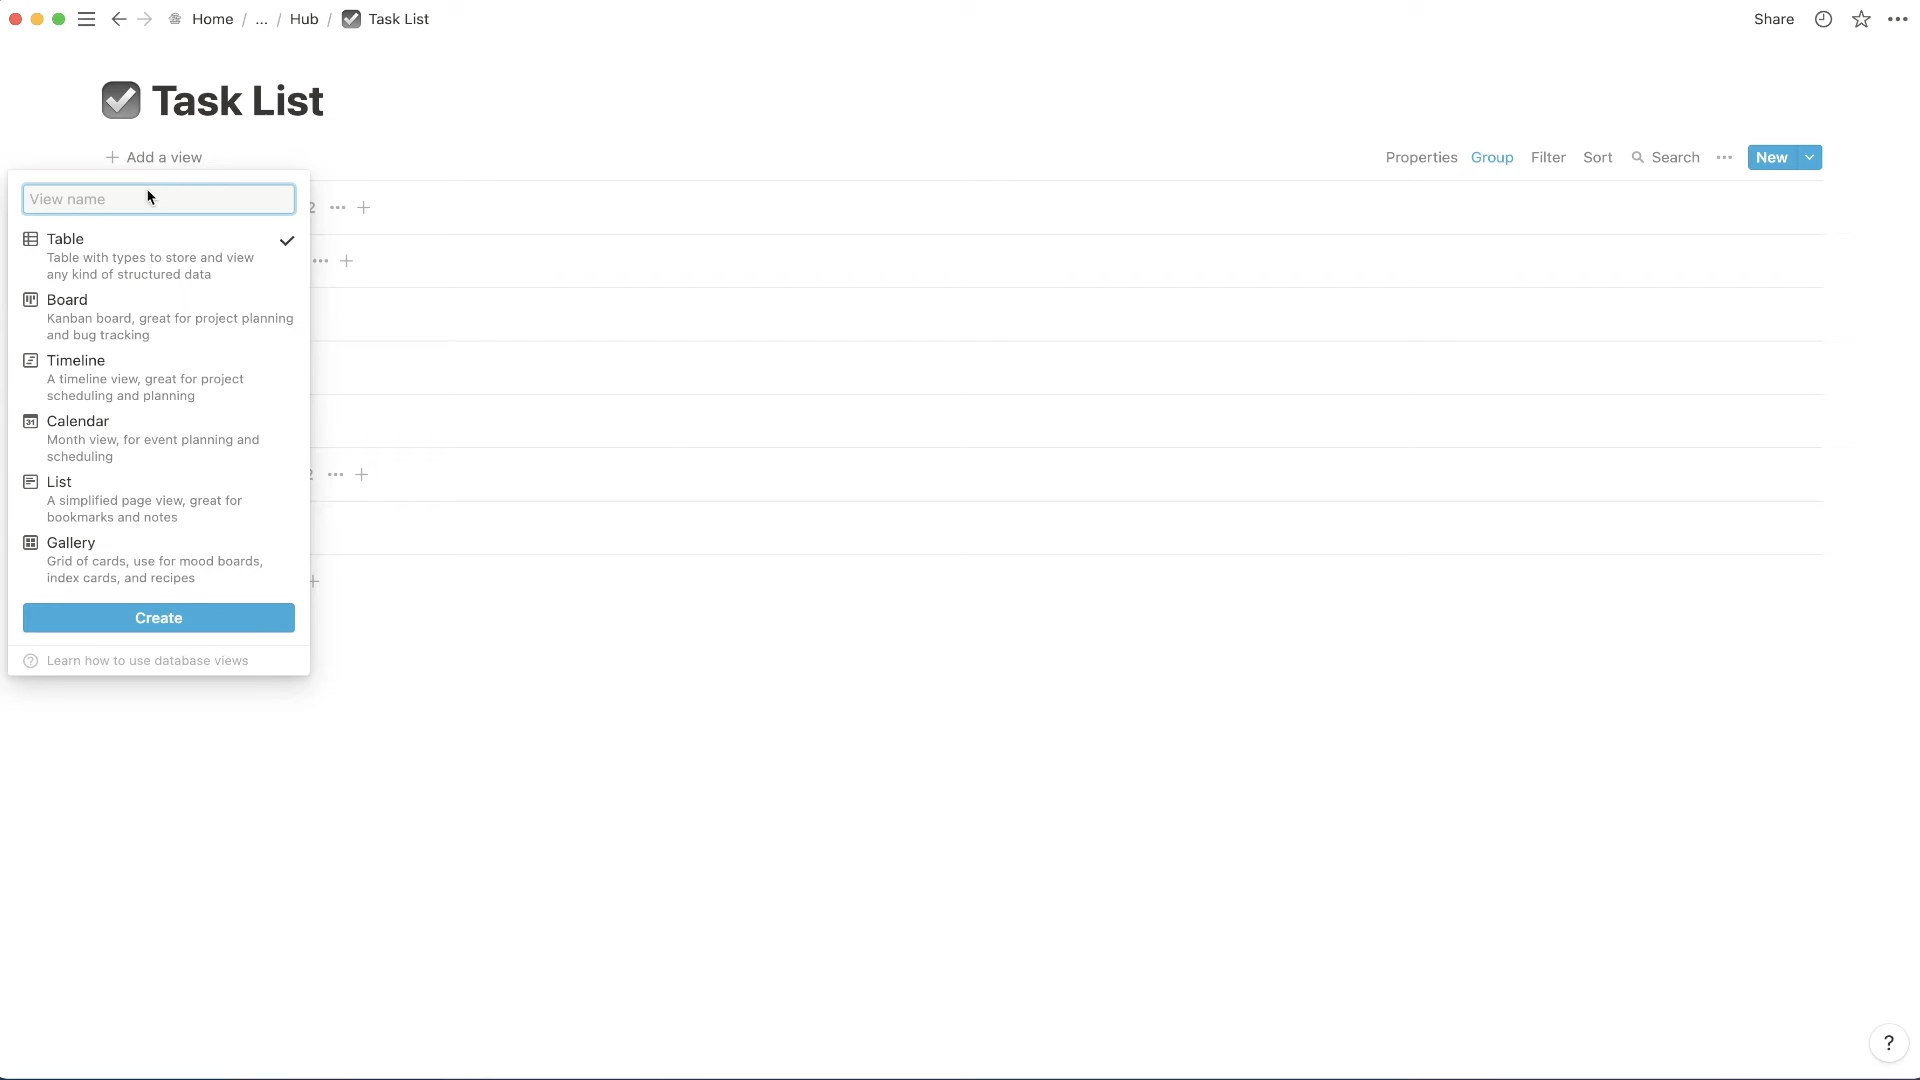 Home / ... / Hub / Task List
Share
Task List
Add a view
Properties Group Filter Sort Search New
View name
2
Table
Table with types to store and view
any kind of structured data
Board
Kanban board, great for project planning
and bug tracking
Timeline
A timeline view, great for project
scheduling and planning
31 Calendar
Month view, for event planning and
scheduling
2
List
A simplified page view, great for
bookmarks and notes
Gallery
Grid of cards, use for mood boards,
index cards, and recipes
Create
? Learn how to use database views
?